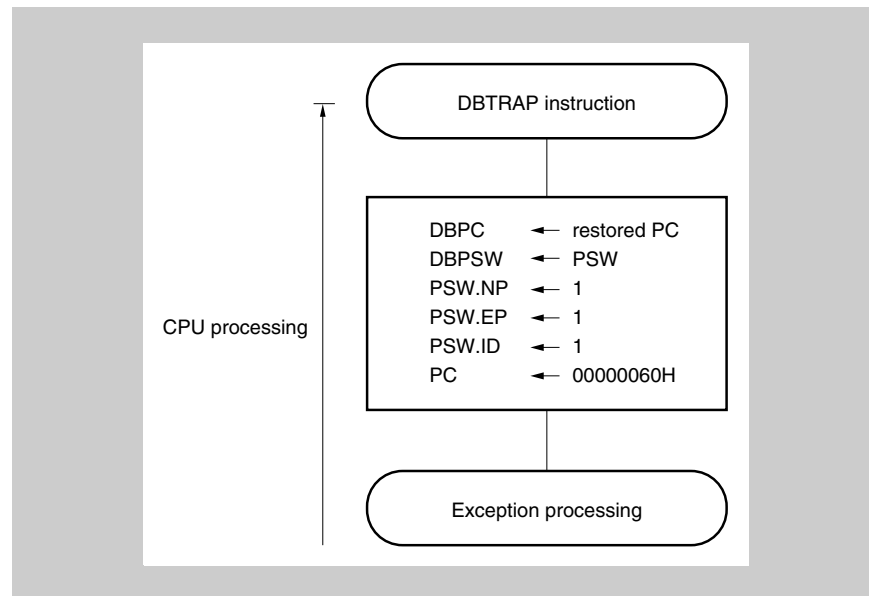 DBTRAP instruction
DBPC ← restored PC
DBPSW ← PSW
PSW.NP ← 1
PSW.EP ← 1
PSW.ID ← 1
PC ← 00000060H
CPU processing
Exception processing